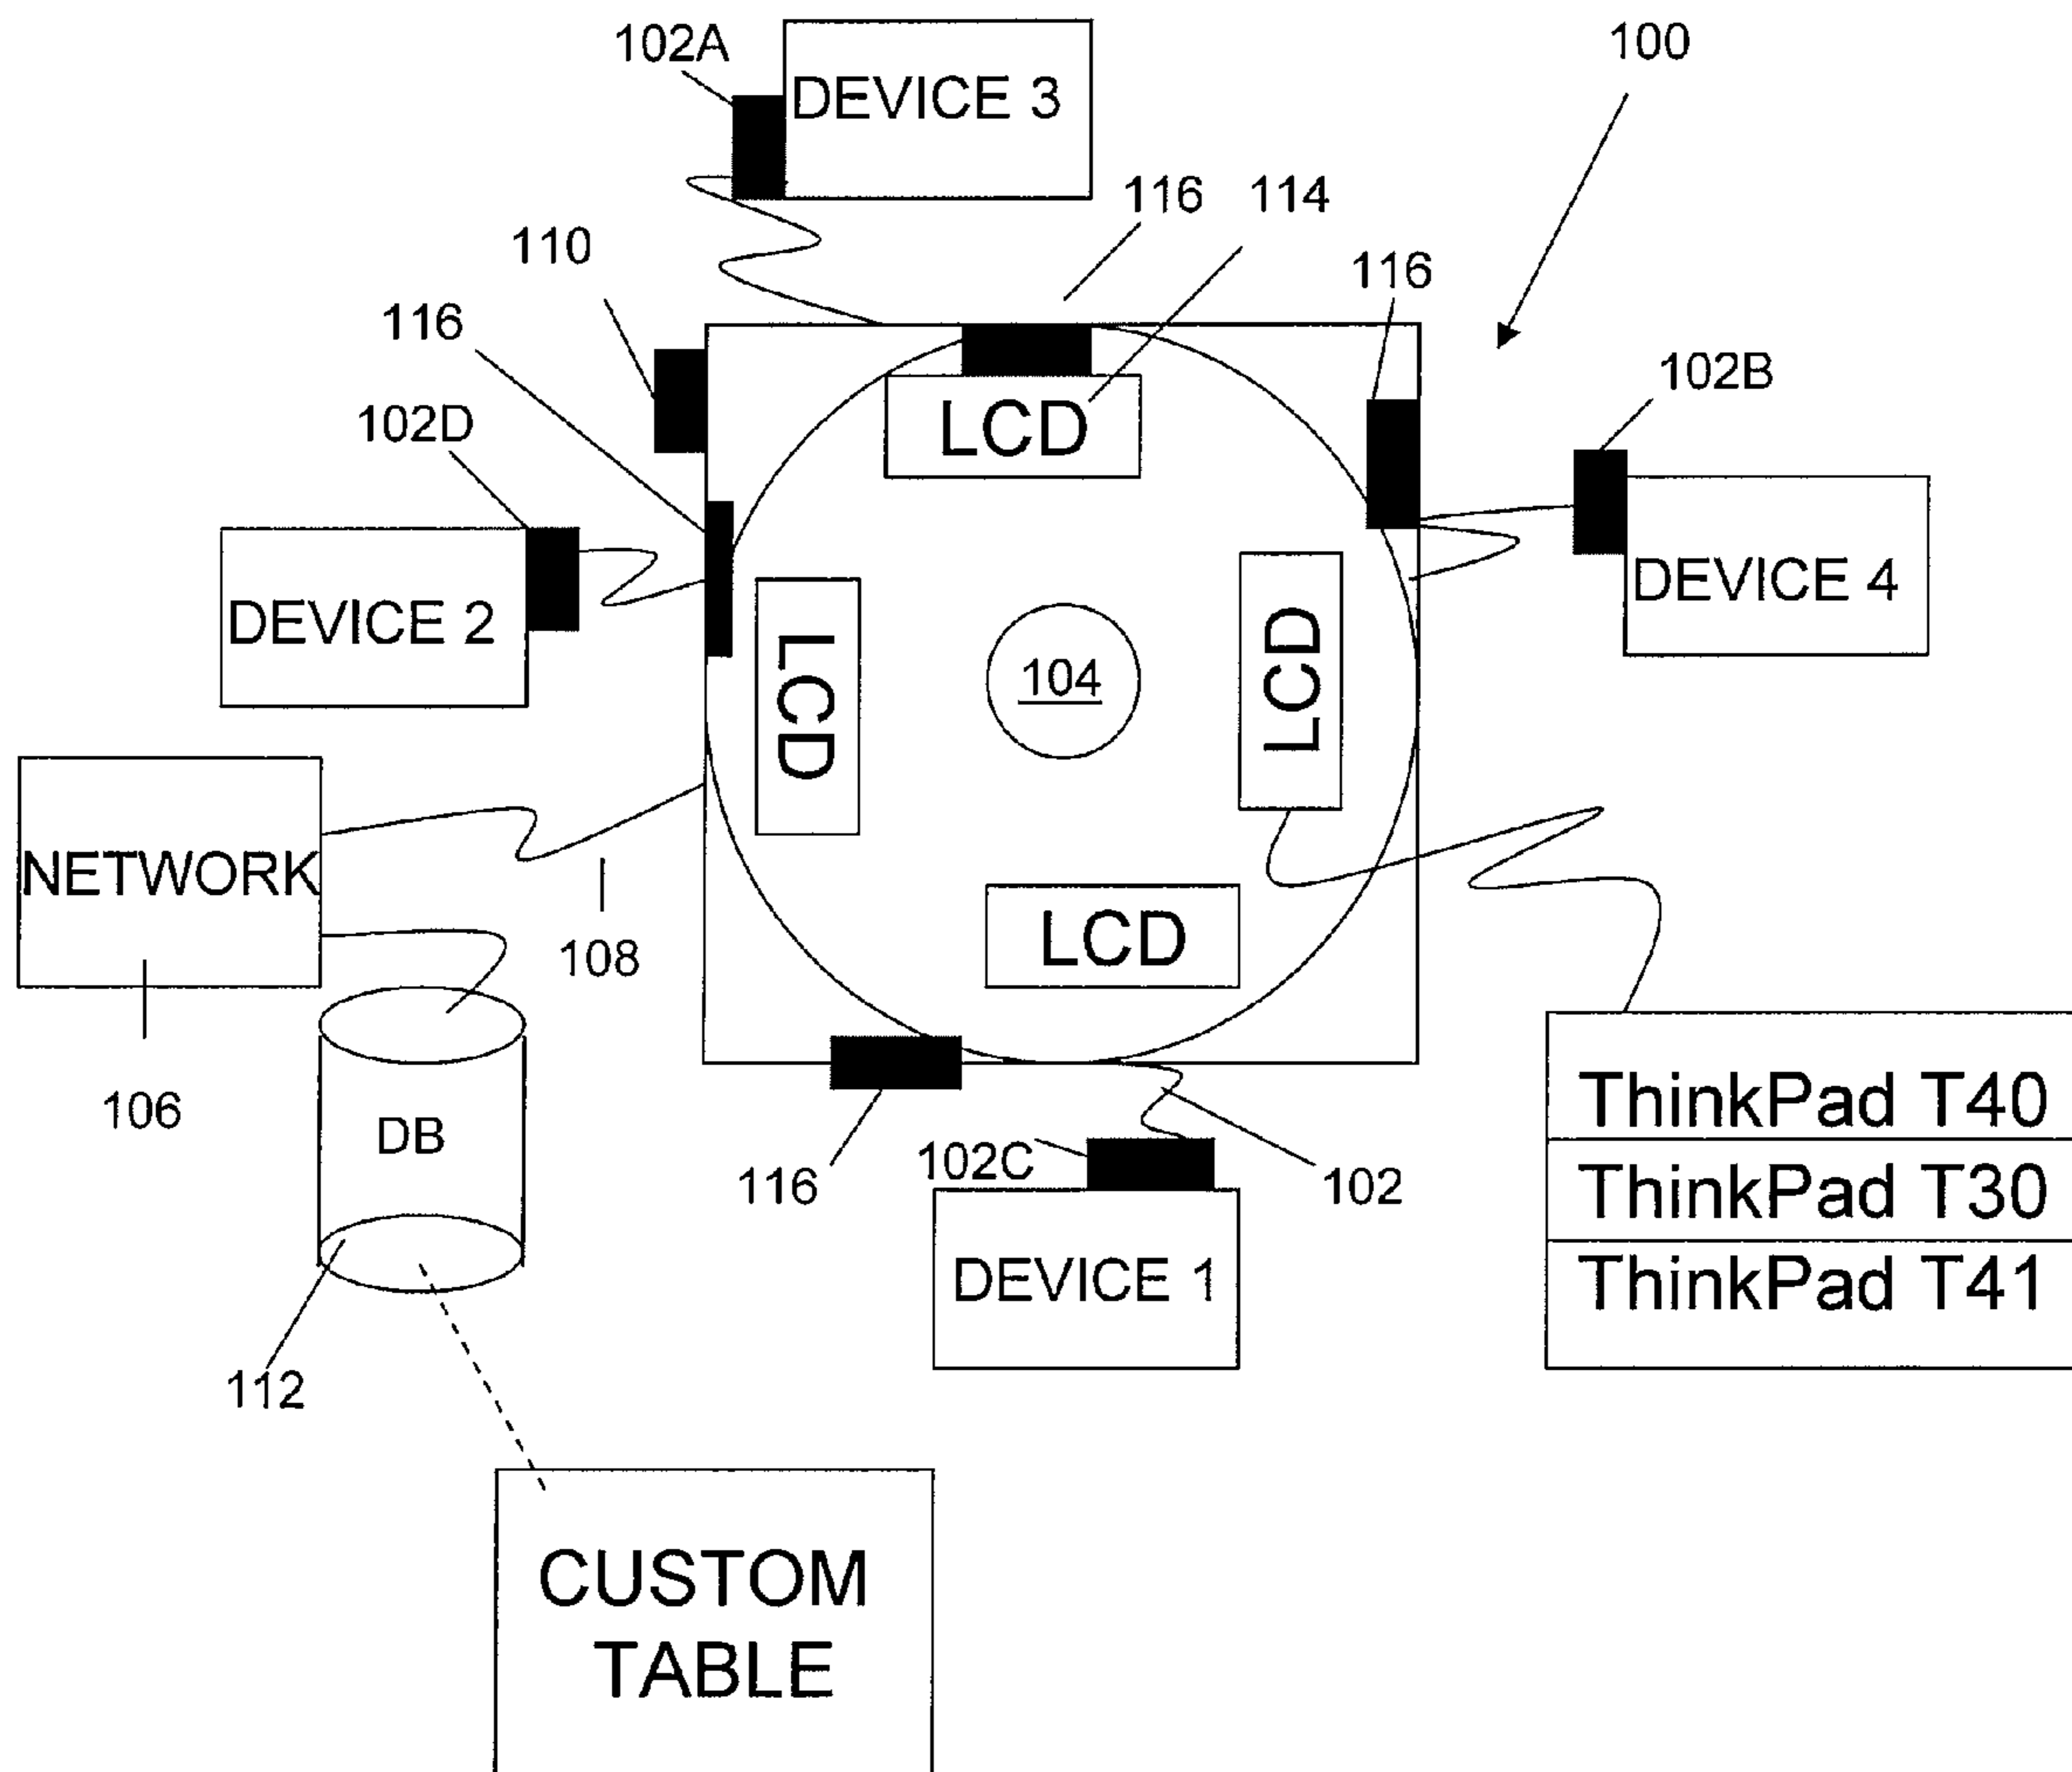 102A
DEVICE 3
100
116
114
110
116
116
102B
102D
LCD
DEVICE 4
DEVICE 2
LCD
104
LCD
NETWORK
108
LCD
106
DB
ThinkPad T40
116
102C
102
ThinkPad T30
DEVICE 1
ThinkPad T41
112
CUSTOM
TABLE